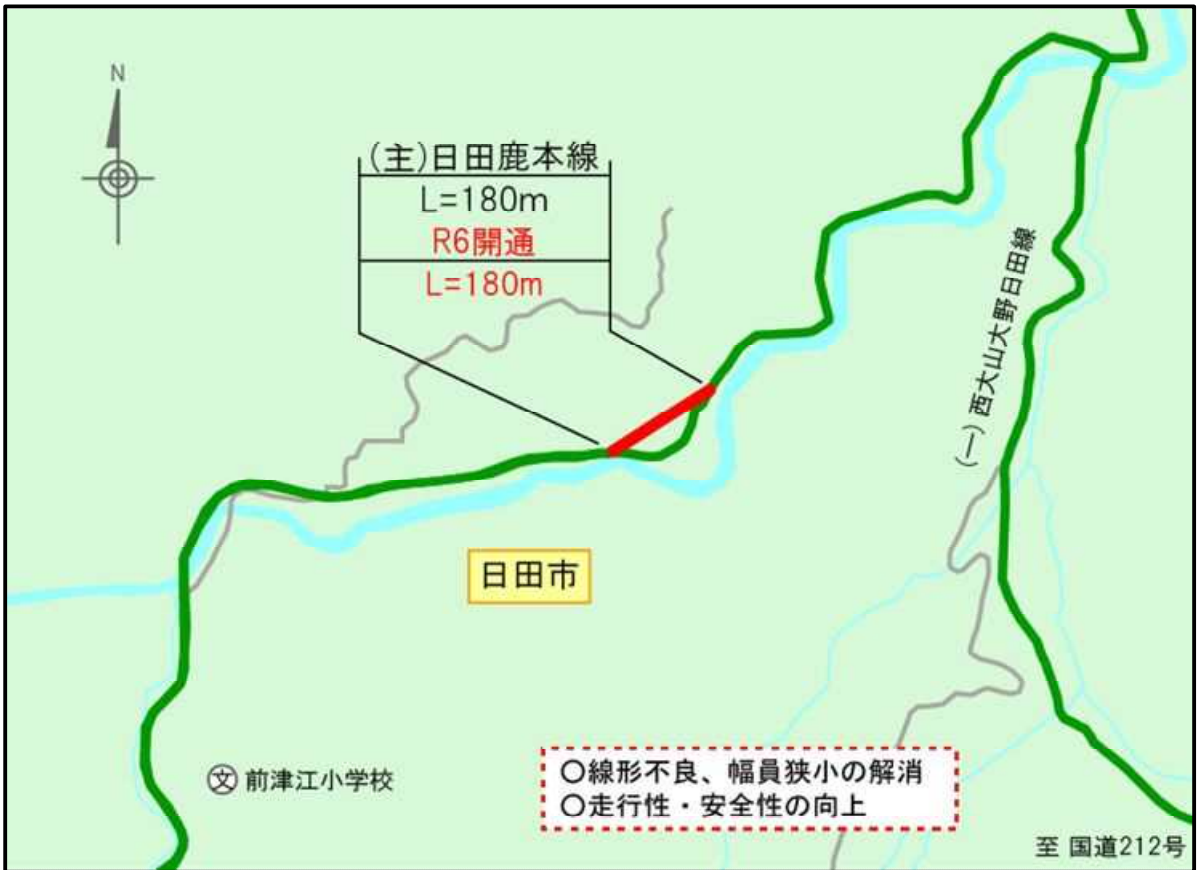 N
(主)日田鹿本線
L=180m
R6開通
L=180m
(一)西大山大野日田線
日田市
文 前津江小学校
〇線形不良、幅員狭小の解消
〇走行性・安全性の向上
至 国道212号